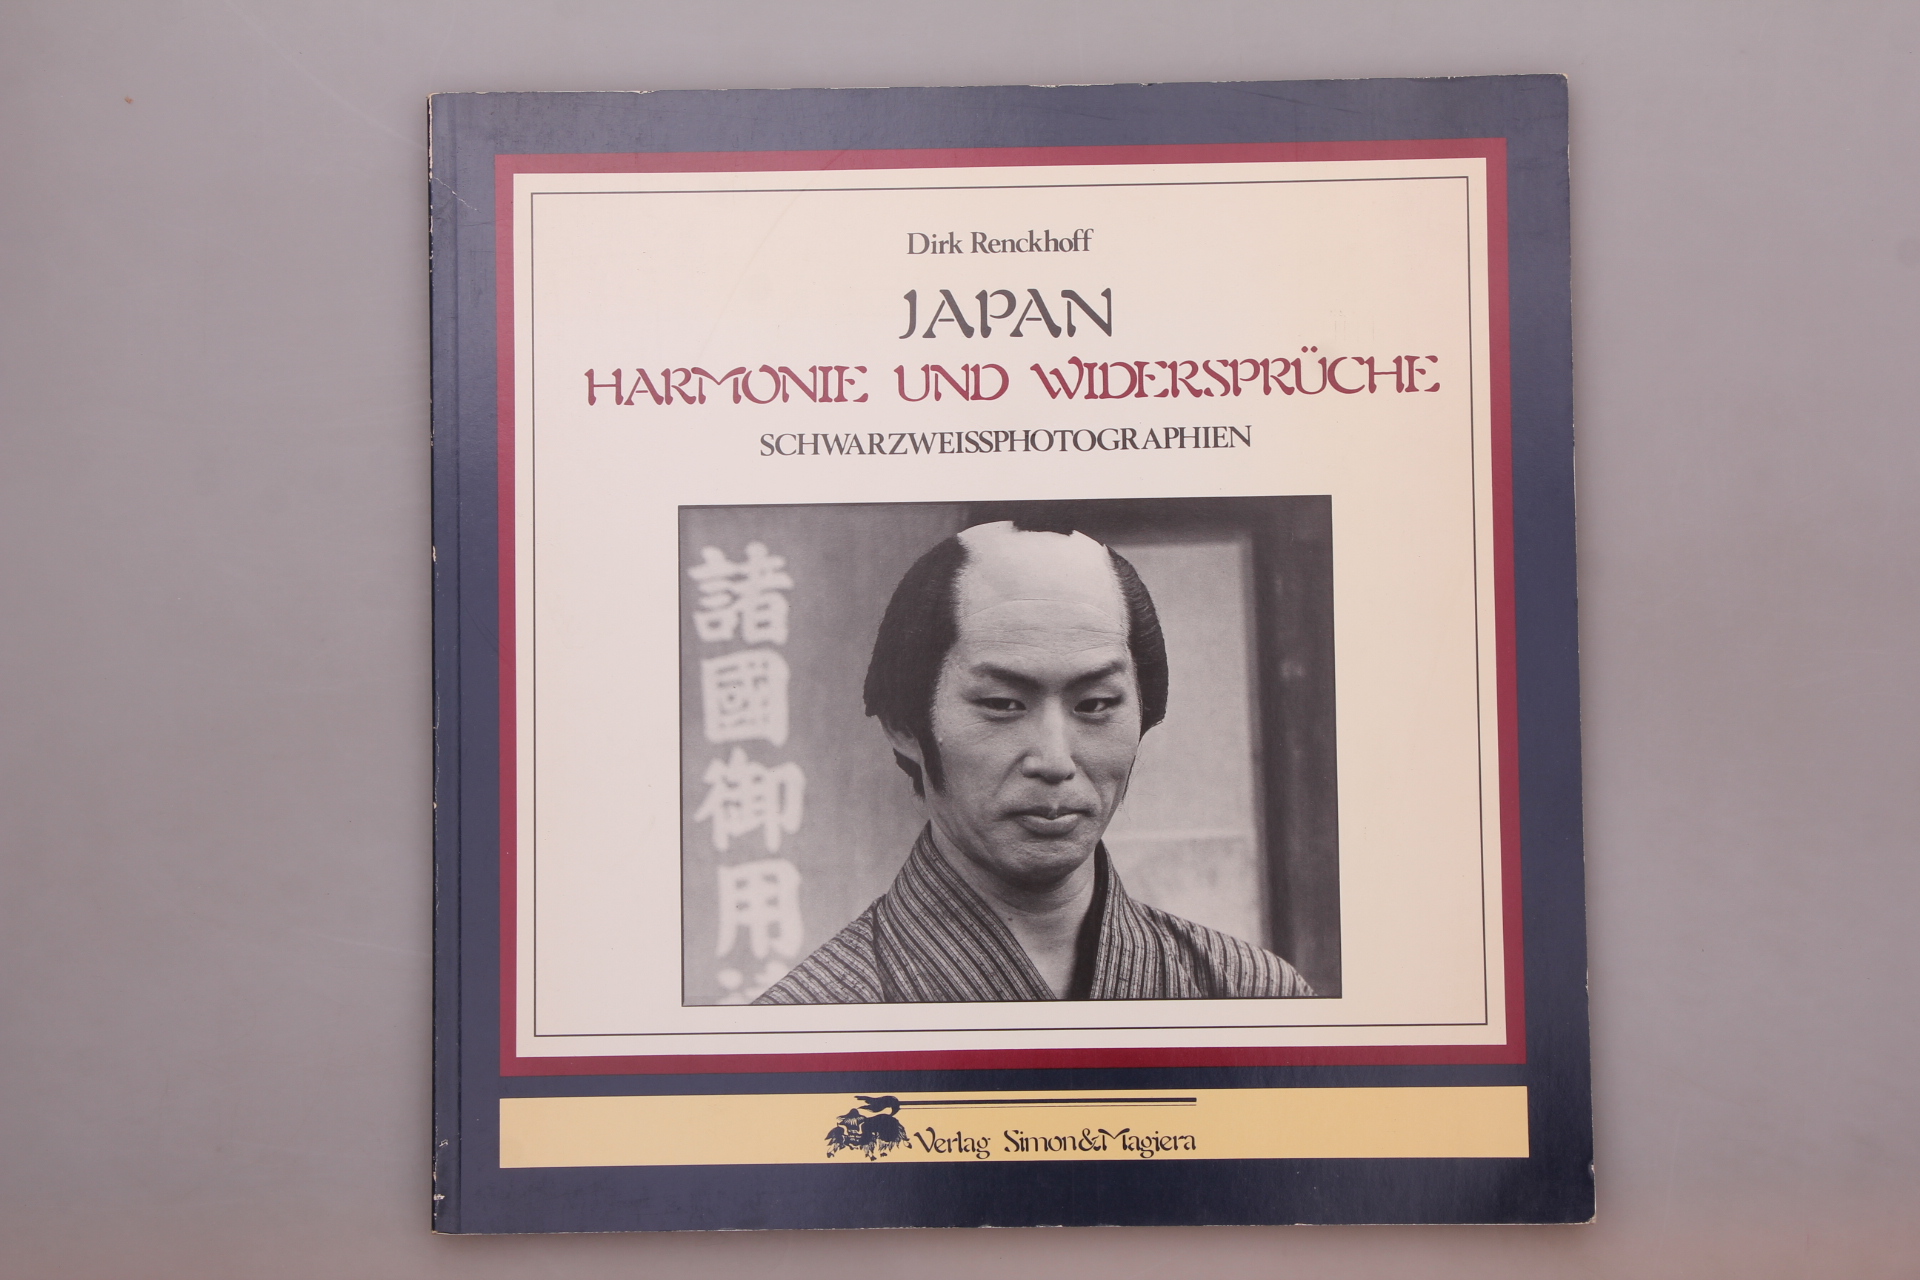 Dirk Renckhoff
JAPAN
HARMONIE UND WIDERSPRÜCHE
SCHWARZWEISSPHOTOGRAPHIEN
諸國御用
Verlag Simon&Magiera